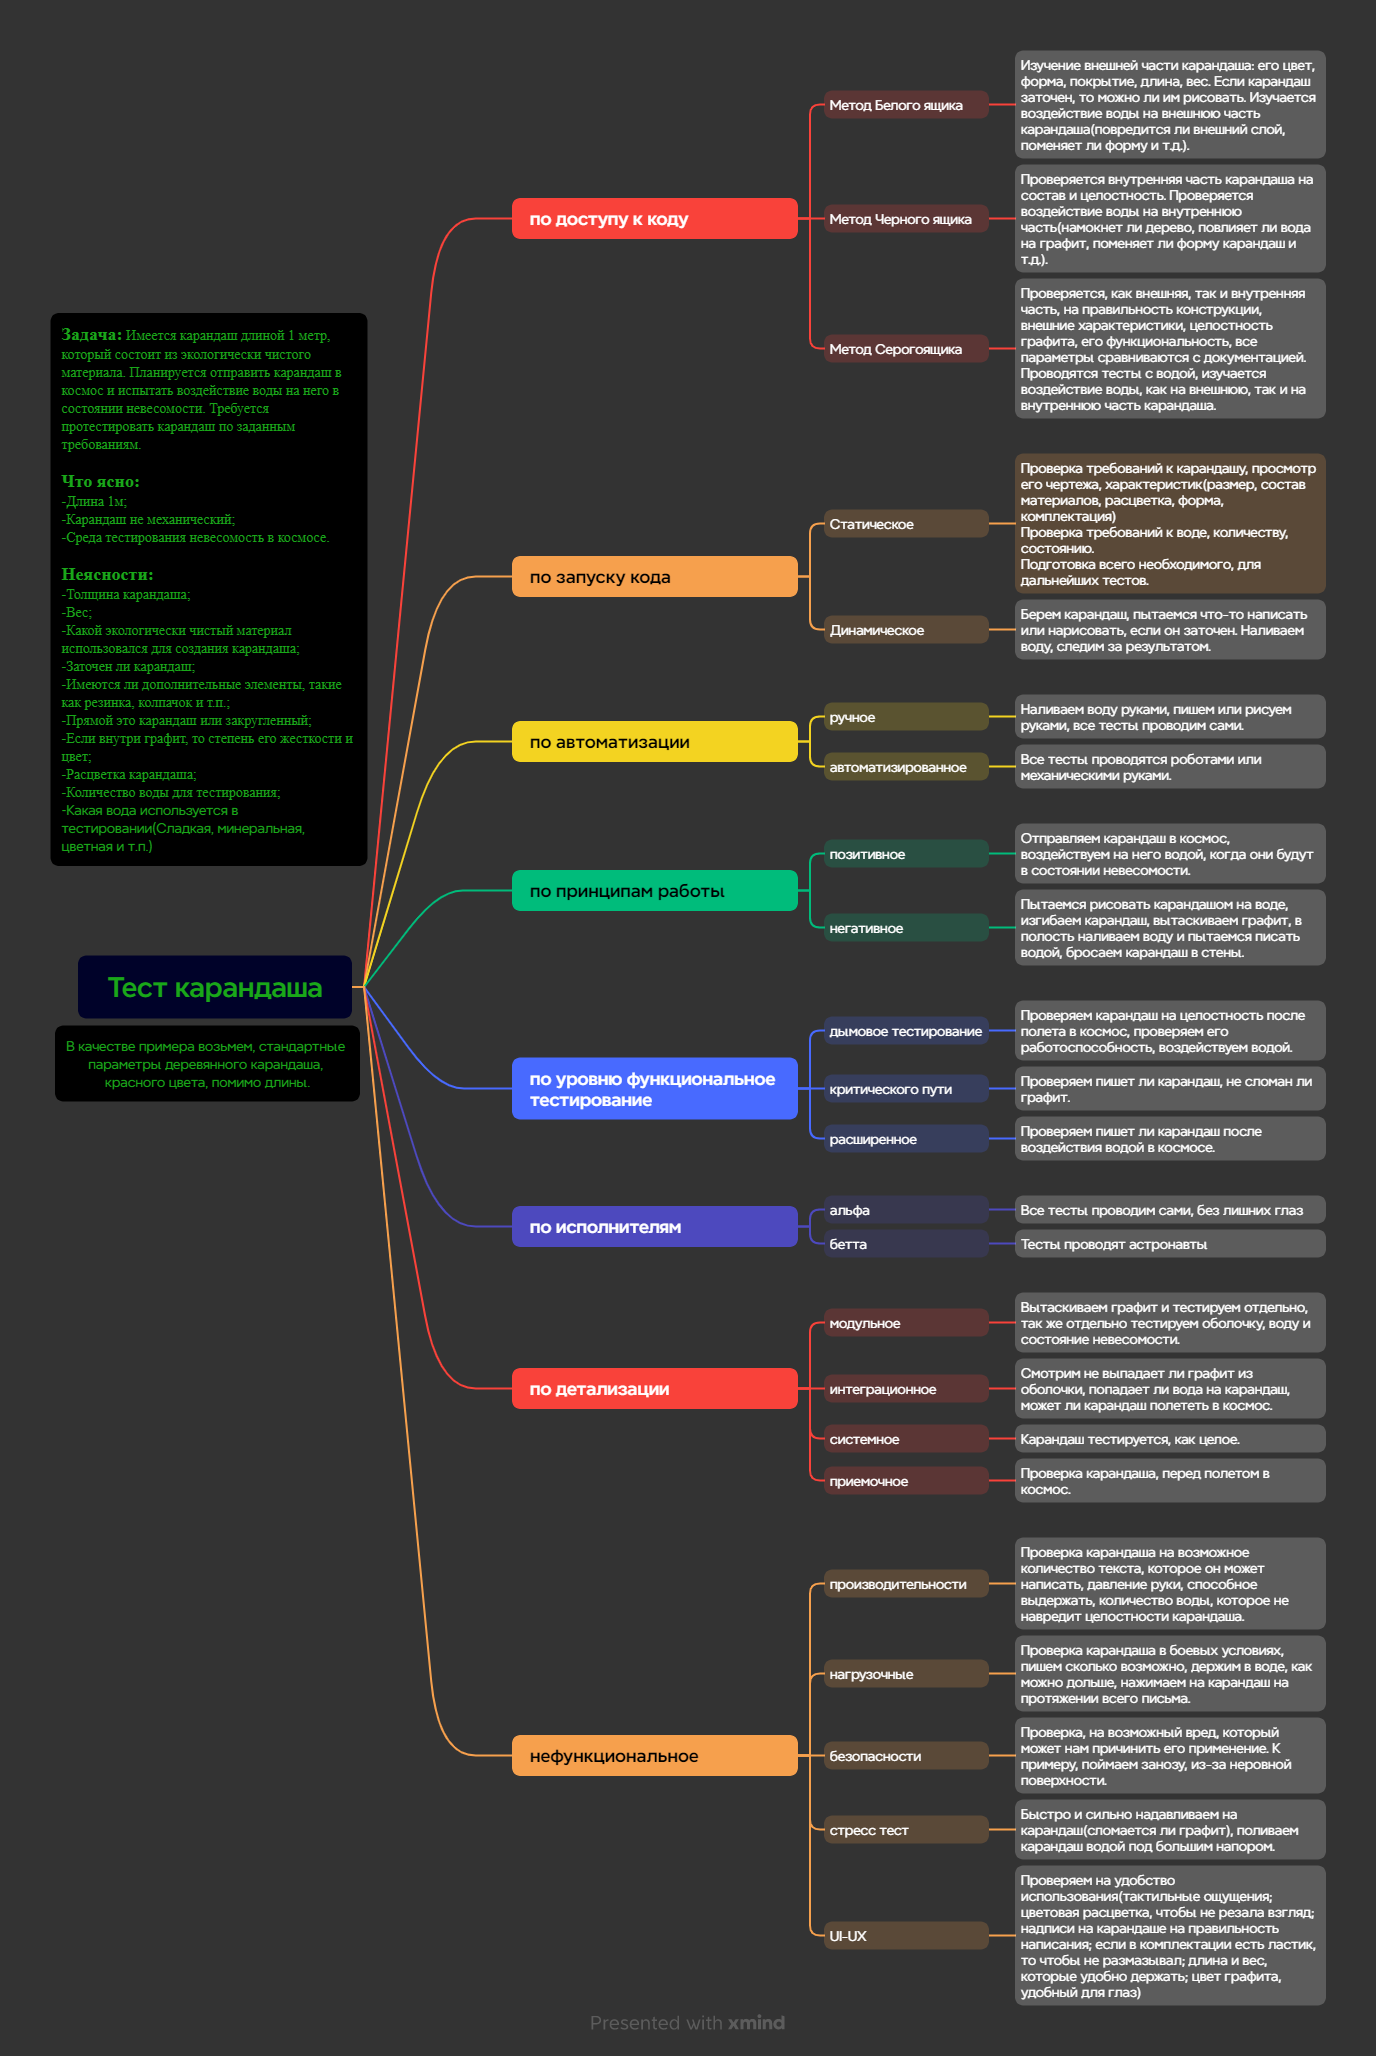 Задача: Имеется карандаш длиной 1 метр,
который состоит из экологически чистого
материала. Планируется отправить карандаш в
космос и испытать воздействие воды на него в
состоянии невесомости. Требуется
протестировать карандаш по заданным
требованиям.
Что ясно:
-Длина 1м;
-Карандаш не механический;
-Среда тестирования невесомость в космосе.
Неясности:
-Толщина карандаша;
-Вес;
-Какой экологически чистый материал
использовался для создания карандаша;
-Заточен ли карандаш;
-Имеются ли дополнительные элементы, такие
как резинка, колпачок и т.п.;
-Прямой это карандаш или закругленный;
-Если внутри графит, то степень его жесткости и
цвет;
-Расцветка карандаша;
-Количество воды для тестирования;
-Какая вода используется в
тестировании(Сладкая, минеральная,
цветная и т.п.)
Тест карандаша
В качестве примера возьмем, стандартные
параметры деревянного карандаша,
красного цвета, помимо длины.
по доступу к коду
Метод Белого ящика
Изучение внешней части карандаша: его цвет,
форма, покрытие, длина, вес. Если карандаш
заточен, то можно ли им рисовать. Изучается
воздействие воды на внешнюю часть
карандаша(повредится ли внешний слой,
поменяет ли форму и т.д.).
Метод Черного ящика
Проверяется внутренняя часть карандаша на
состав и целостность. Проверяется
воздействие воды на внутреннюю
часть(намокнет ли дерево, повлияет ли вода
на графит, поменяет ли форму карандаш и
т.д.).
Метод Серогоящика
Проверяется, как внешняя, так и внутренняя
часть, на правильность конструкции,
внешние характеристики, целостность
графита, его функциональность, все
параметры сравниваются с документацией.
Проводятся тесты с водой, изучается
воздействие воды, как на внешнюю, так и на
внутреннюю часть карандаша.
по запуску кода
Статическое
Проверка требований к карандашу, просмотр
его чертежа, характеристик(размер, состав
материалов, расцветка, форма,
комплектация)
Проверка требований к воде, количеству,
состоянию.
Подготовка всего необходимого, для
дальнейших тестов.
Динамическое
Берем карандаш, пытаемся что-то написать
или нарисовать, если он заточен. Наливаем
воду, следим за результатом.
по автоматизации
ручное
Наливаем воду руками, пишем или рисуем
руками, все тесты проводим сами.
автоматизированное
Все тесты проводятся роботами или
механическими руками.
по принципам работы
позитивное
Отправляем карандаш в космос,
воздействуем на него водой, когда они будут
в состоянии невесомости.
негативное
Пытаемся рисовать карандашом на воде,
изгибаем карандаш, вытаскиваем графит, в
полость наливаем воду и пытаемся писать
водой, бросаем карандаш в стены.
по уровню функциональное
тестирование
дымовое тестирование
Проверяем карандаш на целостность после
полета в космос, проверяем его
работоспособность, воздействуем водой.
критического пути
Проверяем пишет ли карандаш, не сломан ли
графит.
расширенное
Проверяем пишет ли карандаш после
воздействия водой в космосе.
по исполнителям
альфа
Все тесты проводим сами, без лишних глаз
бетта
Тесты проводят астронавты
по детализации
модульное
Вытаскиваем графит и тестируем отдельно,
так же отдельно тестируем оболочку, воду и
состояние невесомости.
интеграционное
Смотрим не выпадает ли графит из
оболочки, попадает ли вода на карандаш,
может ли карандаш полететь в космос.
системное
Карандаш тестируется, как целое.
приемочное
Проверка карандаша, перед полетом в
космос.
нефункциональное
производительности
Проверка карандаша на возможное
количество текста, которое он может
написать, давление руки, способное
выдержать, количество воды, которое не
навредит целостности карандаша.
нагрузочные
Проверка карандаша в боевых условиях,
пишем сколько возможно, держим в воде, как
можно дольше, нажимаем на карандаш на
протяжении всего письма.
безопасности
Проверка, на возможный вред, который
может нам причинить его применение. К
примеру, поймаем занозу, из-за неровной
поверхности.
стресс тест
Быстро и сильно надавливаем на
карандаш(сломается ли графит), поливаем
карандаш водой под большим напором.
UI-UX
Проверяем на удобство
использования(тактильные ощущения;
цветовая расцветка, чтобы не резала взгляд;
надписи на карандаше на правильность
написания; если в комплектации есть ластик,
то чтобы не размазывал; длина и вес,
которые удобно держать; цвет графита,
удобный для глаз)
Presented with xmind